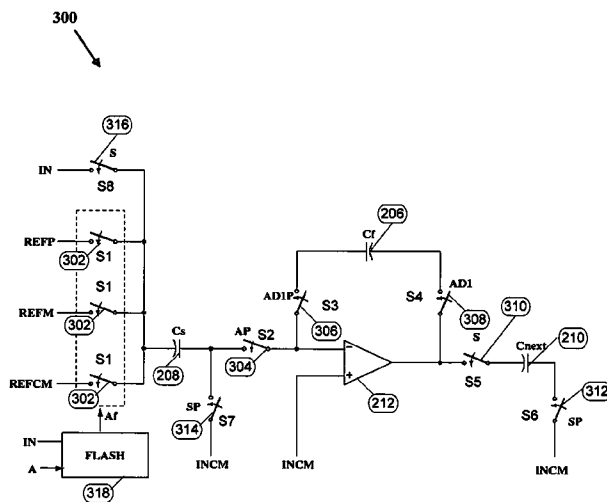 300
316
S
IN
S8
206
REFP
S1
Cf
302
S1
AD1P
S3
S4
AD1
REFM
308
310
302
306
S
Cnext
210
S1
Cs
AP
S2
REFCM
302
208
304
S5
S6
312
Af
SP
212
SP
314
S7
IN
FLASH
A
INCM
INCM
INCM
318